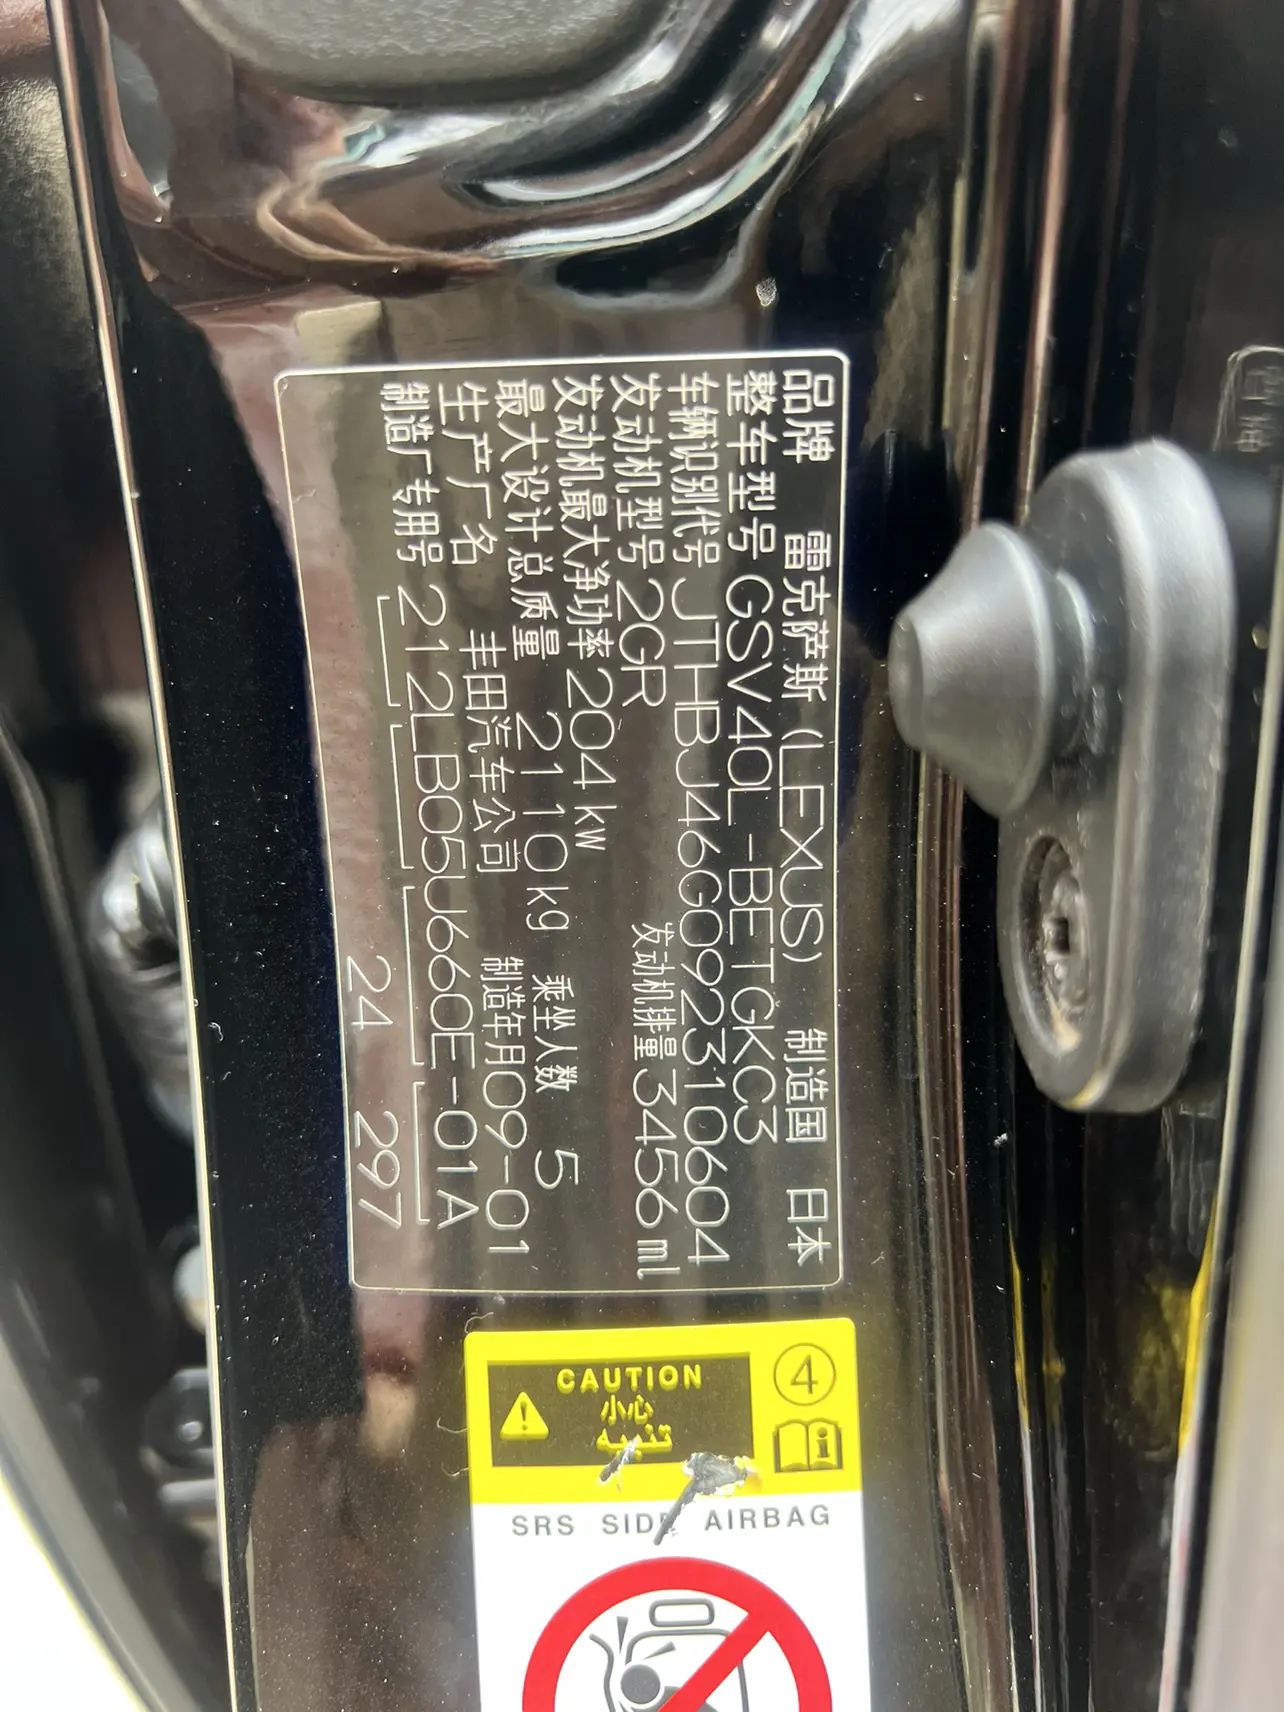 品牌 雷克萨斯(LEXUS) 制造国 日本
整车型号 GSV40L-BETGKC3
车辆识别代号 JTHBJ46G092310604
发动机型号 2GR 发动机排量 3456 ml
发动机最大净功率 204 kw
最大设计总质量 2110 kg 乘坐人数 5
生产厂名 丰田汽车公司 制造年月 09-01
制造厂专用号 212LB05U660E-01A
24 297
CAUTION
小心
تنبيه
4
SRS SIDE AIRBAG